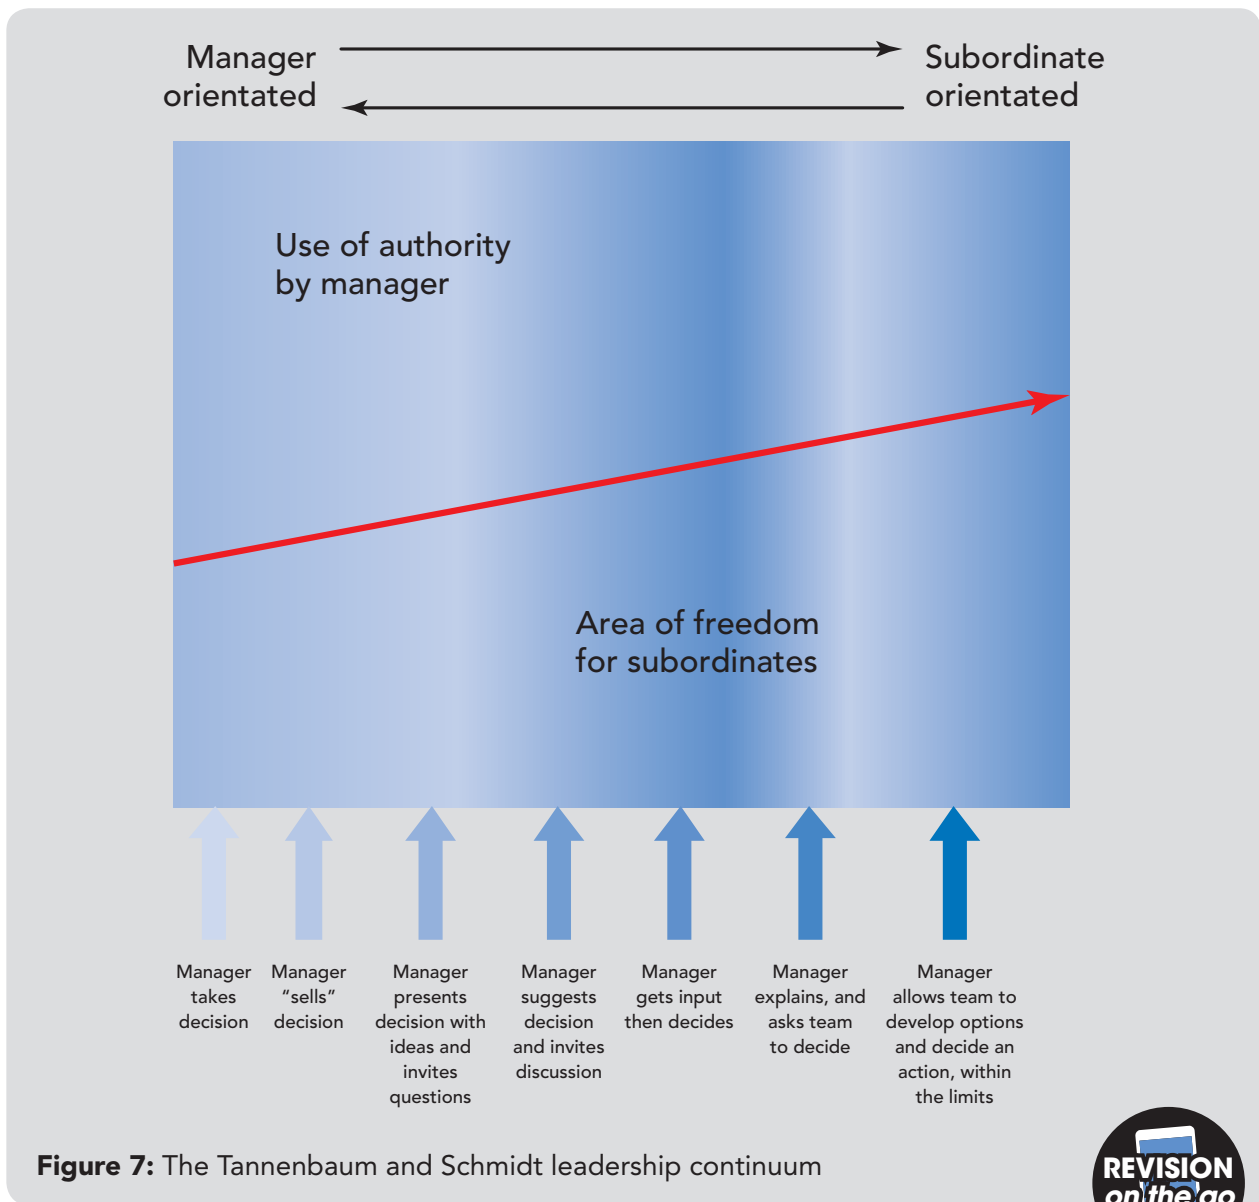 Manager
orientated
Subordinate
orientated
Use of authority
by manager
Area of freedom
for subordinates
Manager
takes
decision
Manager
“sells”
decision
Manager
presents
decision with
ideas and
invites
questions
Manager
suggests
decision
and invites
discussion
Manager
gets input
then decides
Manager
explains, and
asks team
to decide
Manager
allows team to
develop options
and decide an
action, within
the limits
Figure 7: The Tannenbaum and Schmidt leadership continuum
REVISION
on the go